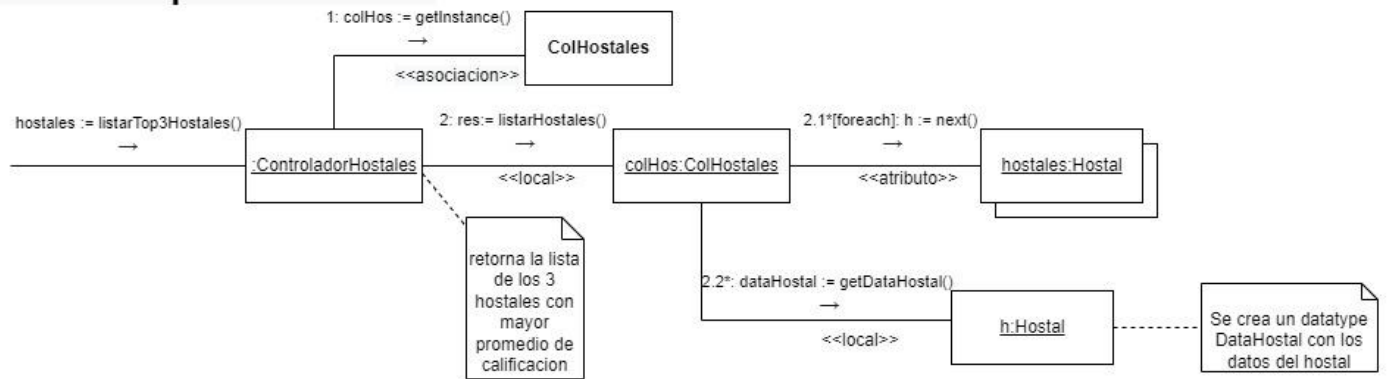 1: colHos := getInstance()
→
ColHostales
<<asociacion>>
hostales := listarTop3Hostales()
→
:ControladorHostales
2: res:= listarHostales()
→
<<local>>
colHos:ColHostales
2.1*[foreach]: h := next()
→
<<atributo>>
hostales:Hostal
retorna la lista
de los 3
hostales con
mayor
promedio de
calificacion
2.2*: dataHostal := getDataHostal()
→
<<local>>
h:Hostal
Se crea un datatype
DataHostal con los
datos del hostal